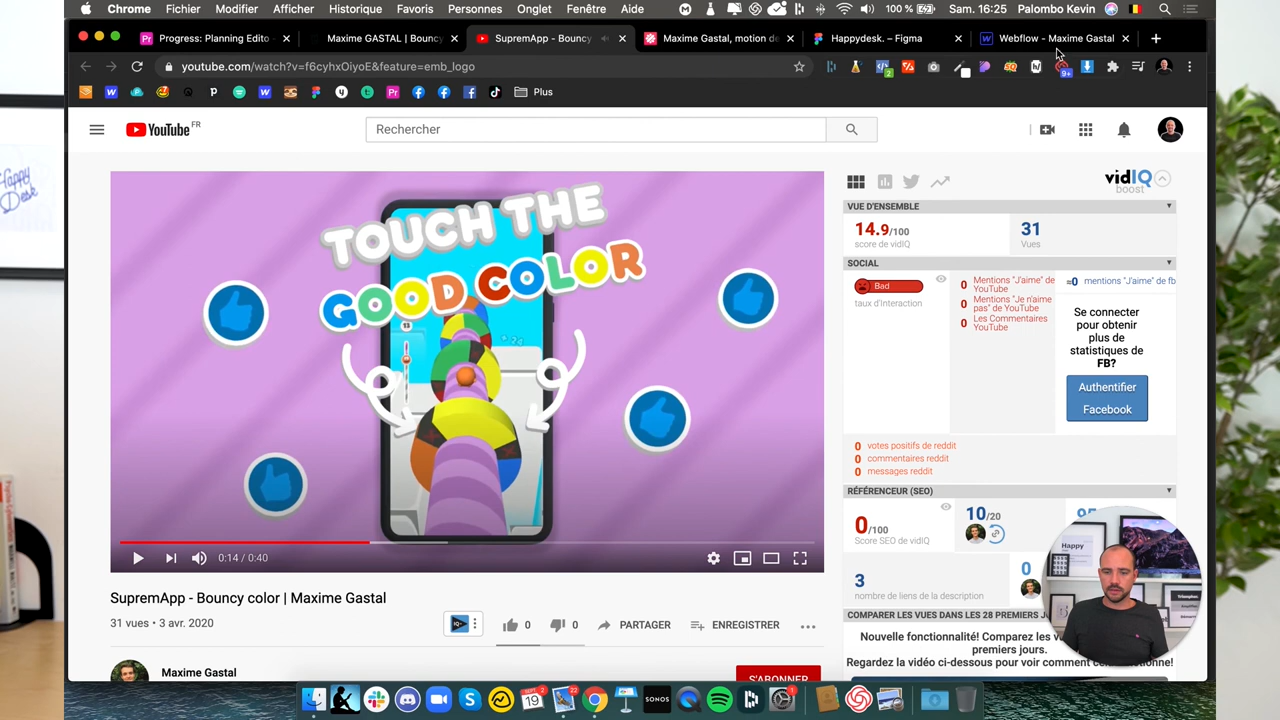 Chrome Fichier Modifier Affichage Historique Favoris Personnes Onglet Fenêtre Aide 100 % Sam. 16:25 Palombo Kevin
Progress: Planning Edito - Maxime GASTAL | Bouncy SupremApp - Bouncy Maxime Gastal, motion de Happydesk. – Figma Webflow - Maxime Gastal
youtube.com/watch?v=f6cyhxOiyoE&feature=emb_logo
2
9+
Plus
YouTube FR
Rechercher
Happy
Desk
vidIQ
boost
TOUCH THE
GOOD COLOR
13
VUE D'ENSEMBLE
14.9/100
score de vidIQ
31
Vues
SOCIAL
Bad
taux d'interaction
0 Mentions "J'aime" de YouTube
0 Mentions "Je n'aime pas" de YouTube
0 Les Commentaires YouTube
≈0 mentions "J'aime" de fb
Se connecter
pour obtenir
plus de
statistiques de
FB?
Authentifier
Facebook
0 votes positifs de reddit
0 commentaires reddit
0 messages reddit
RÉFÉRENCEUR (SEO)
0/100
Score SEO de vidIQ
10/20
3
nombre de liens de la description
0
COMPARER LES VUES DANS LES 28 PREMIERS
Nouvelle fonctionnalité! Comparez les
premiers jours.
Regardez la vidéo ci-dessous pour voir comment
Happy
0:14 / 0:40
SupremApp - Bouncy color | Maxime Gastal
31 vues • 3 avr. 2020
0 0 PARTAGER ENREGISTRER
Maxime Gastal
S'ABONNER
SONOS
19